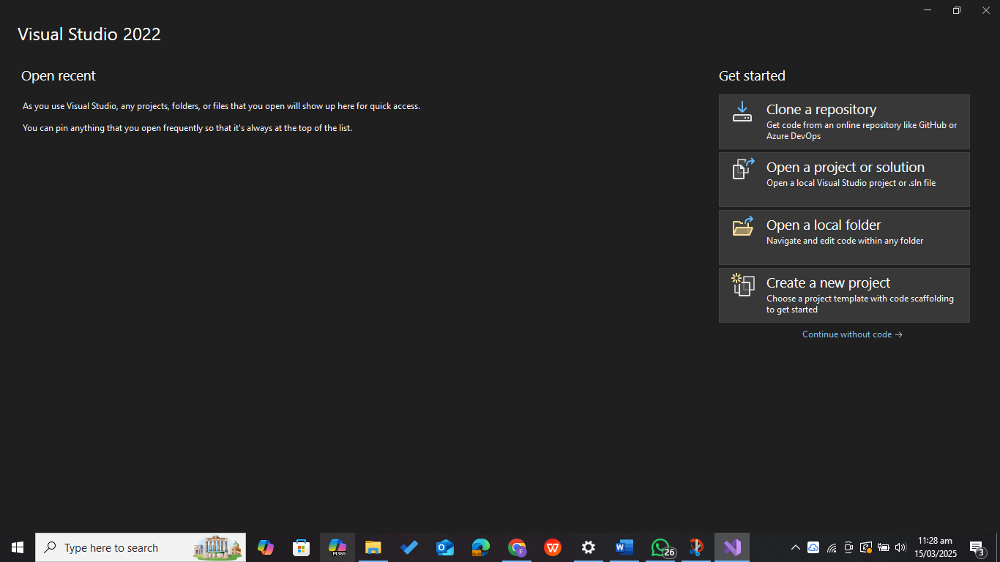 Visual Studio 2022
Open recent
As you use Visual Studio, any projects, folders, or files that you open will show up here for quick access.
You can pin anything that you open frequently so that it's always at the top of the list.
Get started
Clone a repository
Get code from an online repository like GitHub or
Azure DevOps
Open a project or solution
Open a local Visual Studio project or .sln file
Open a local folder
Navigate and edit code within any folder
Create a new project
Choose a project template with code scaffolding
to get started
Continue without code →
Type here to search
M365
F
W
W
26
11:28 am
15/03/2025
3